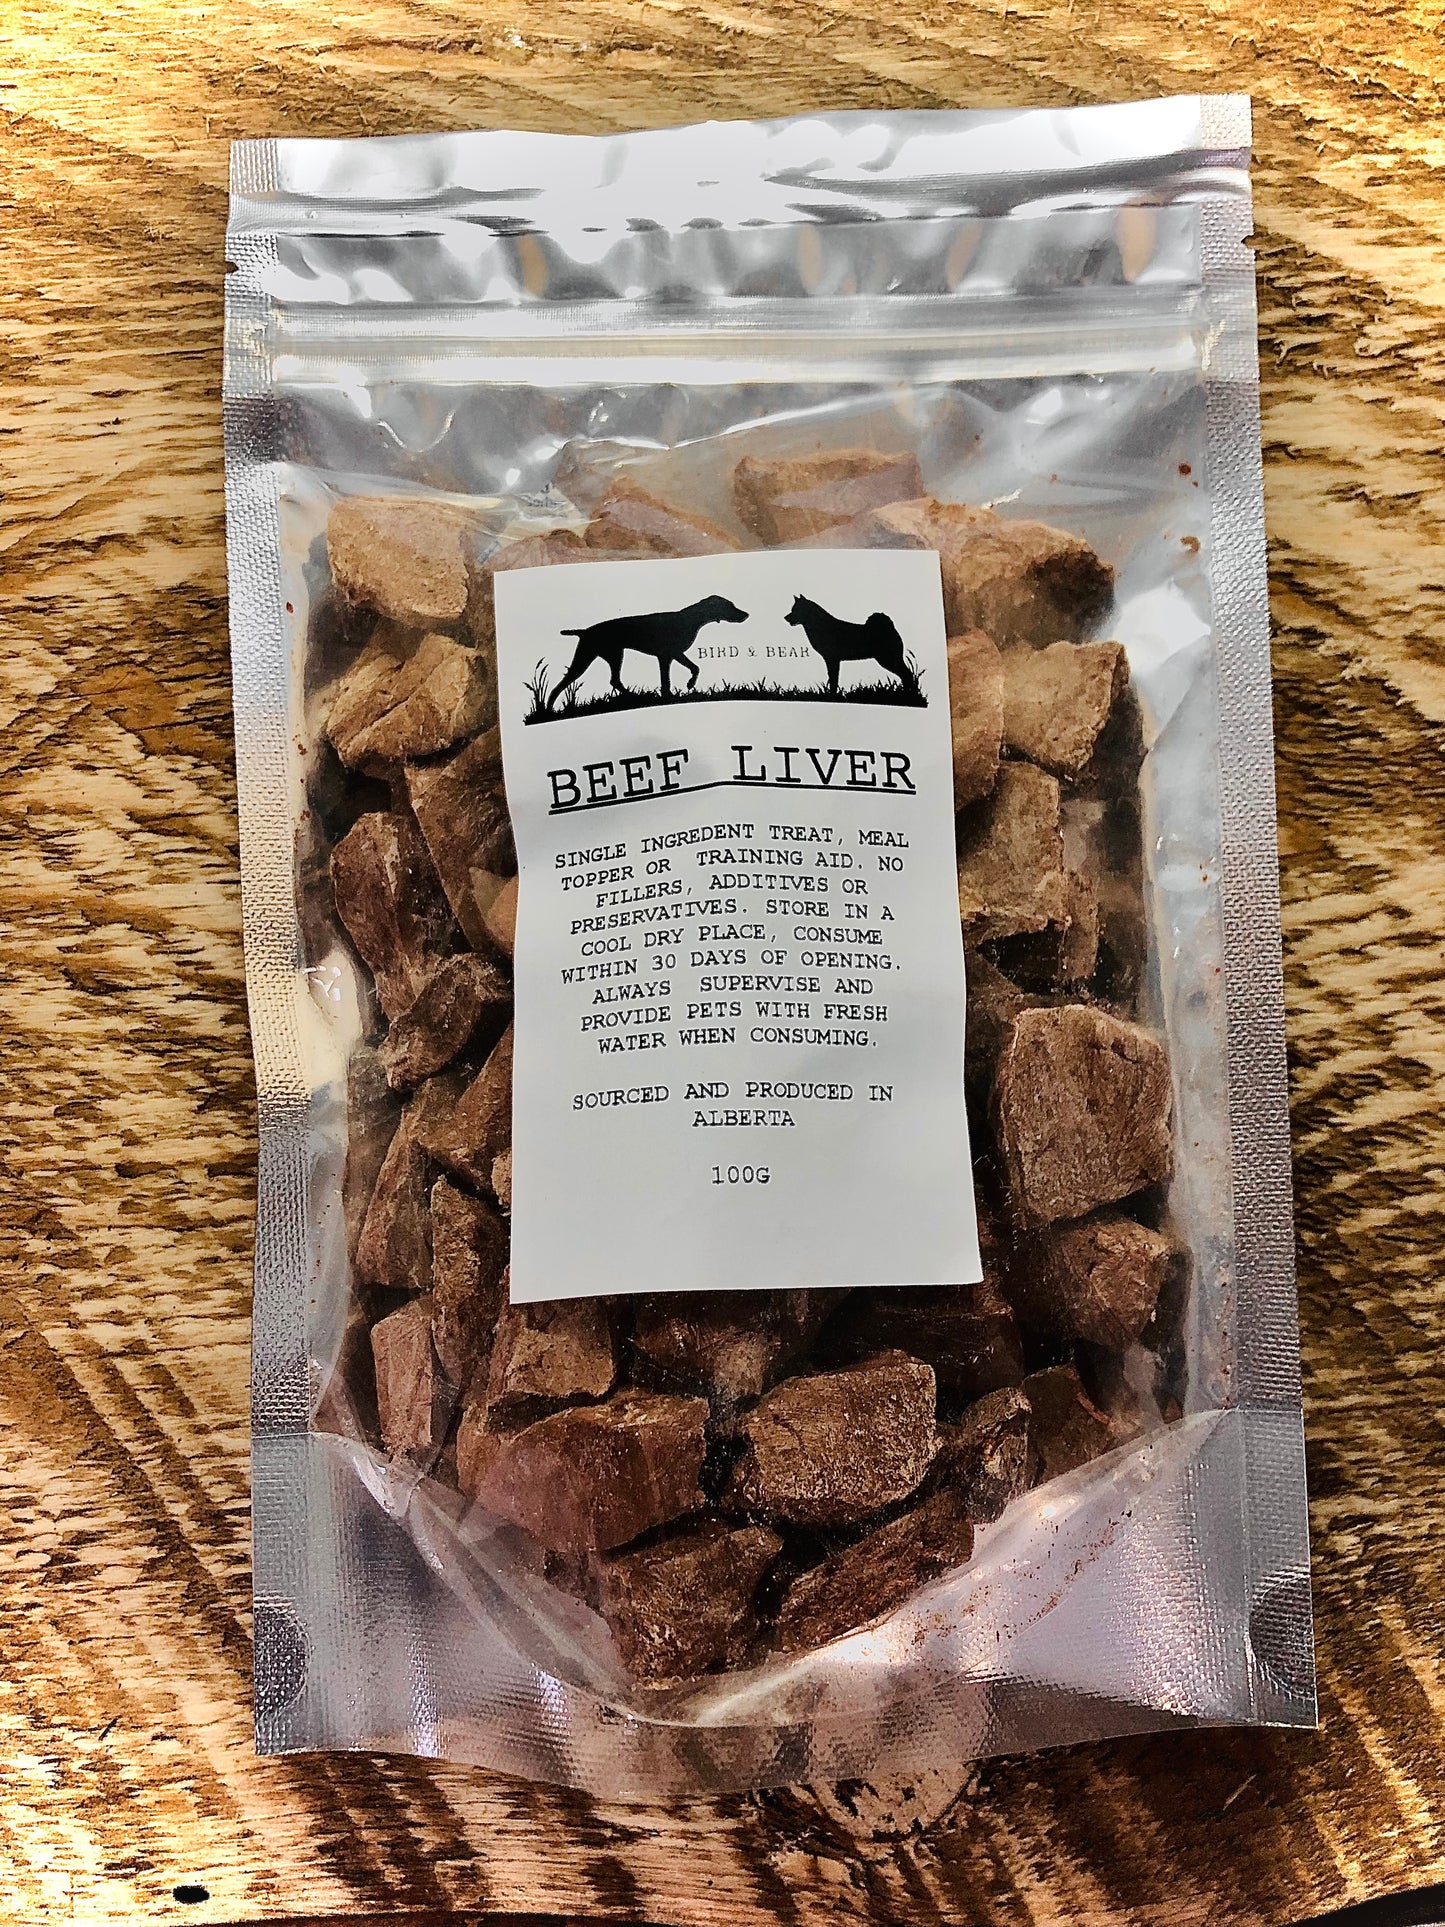 BIRD & BEAR
BEEF LIVER
SINGLE INGREDENT TREAT, MEAL
TOPPER OR TRAINING AID. NO
FILLERS, ADDITIVES OR
PRESERVATIVES. STORE IN A
COOL DRY PLACE, CONSUME
WITHIN 30 DAYS OF OPENING.
ALWAYS SUPERVISE AND
PROVIDE PETS WITH FRESH
WATER WHEN CONSUMING.
SOURCED AND PRODUCED IN
ALBERTA
100G